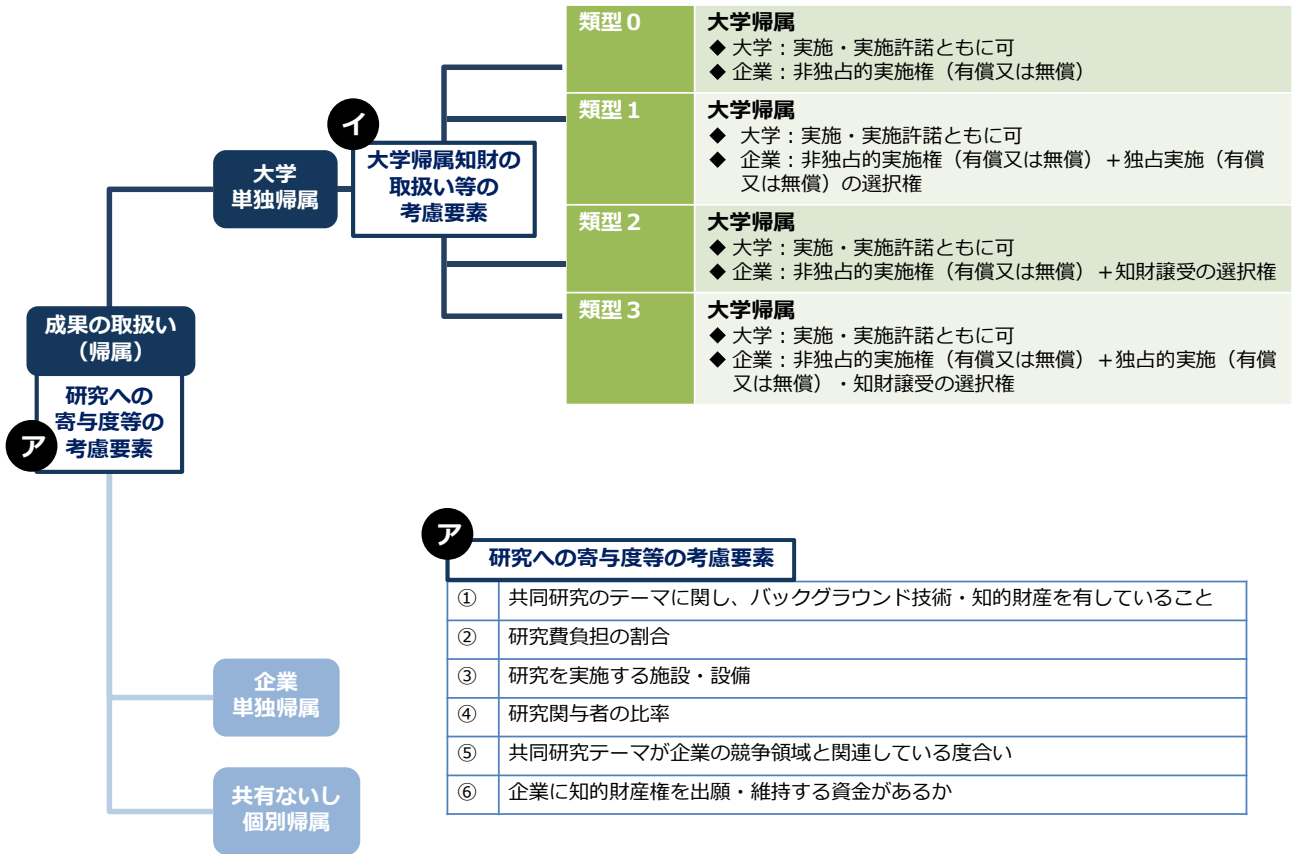 類型0
大学帰属
◆ 大学：実施・実施許諾ともに可
◆ 企業：非独占的実施権（有償又は無償）
類型1
大学帰属
◆ 大学：実施・実施許諾ともに可
◆ 企業：非独占的実施権（有償又は無償）＋独占実施（有償
又は無償）の選択権
類型2
大学帰属
◆ 大学：実施・実施許諾ともに可
◆ 企業：非独占的実施権（有償又は無償）＋知財譲受の選択権
類型3
大学帰属
◆ 大学：実施・実施許諾ともに可
◆ 企業：非独占的実施権（有償又は無償）＋独占的実施（有償
又は無償）・知財譲受の選択権
イ
大学帰属知財の
取扱い等の
考慮要素
大学
単独帰属
成果の取扱い
（帰属）
研究への
寄与度等の
考慮要素
ア
企業
単独帰属
共有ないし
個別帰属
ア
研究への寄与度等の考慮要素
① 共同研究のテーマに関し、バックグラウンド技術・知的財産を有していること
② 研究費負担の割合
③ 研究を実施する施設・設備
④ 研究関与者の比率
⑤ 共同研究テーマが企業の競争領域と関連している度合い
⑥ 企業に知的財産権を出願・維持する資金があるか